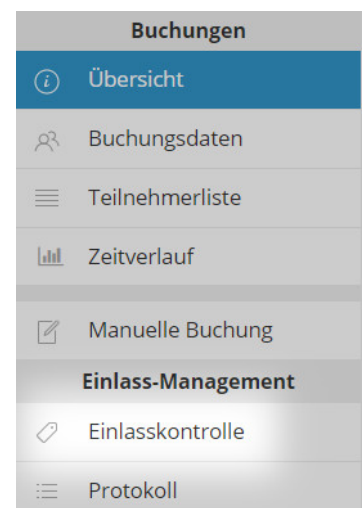 Buchungen
Übersicht
Buchungsdaten
Teilnehmerliste
Zeitverlauf
Manuelle Buchung
Einlass-Management
Einlasskontrolle
Protokoll